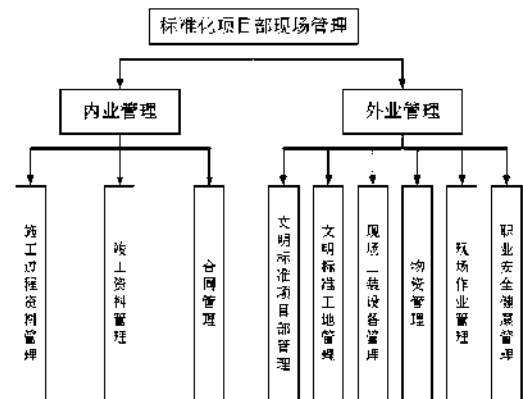 标准化项目部现场管理
内业管理
外业管理
施工过程资料管理
竣工资料管理
合同管理
文明标准项目部管理
文明标准工地管理
现场工装设备管理
物资管理
现场作业管理
职业安全健康管理